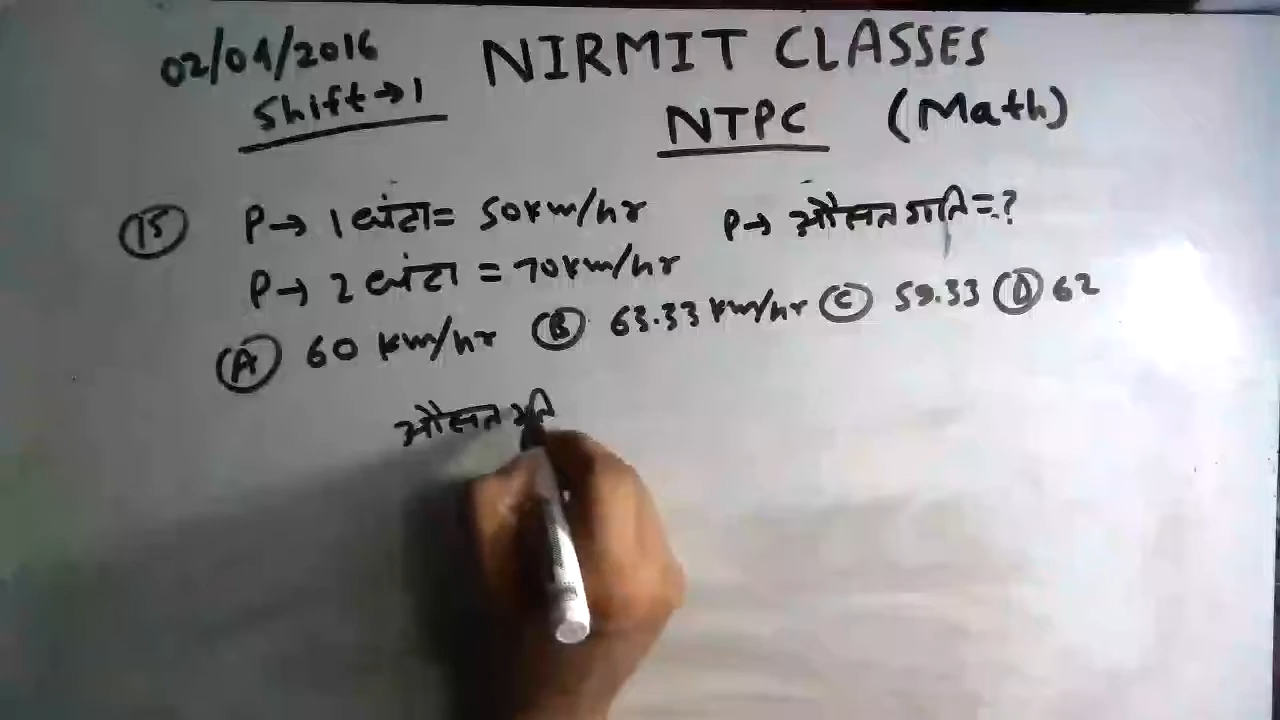 02/04/2016 NIRMIT CLASSES
Shift→1 NTPC (Math)
15 P→ 1 घंटा= 50km/hr P→ औसत गति=?
P→ 2 घंटा = 70km/hr
A 60 km/hr B 63.33 km/hr C 59.33 D 62
औसत गति